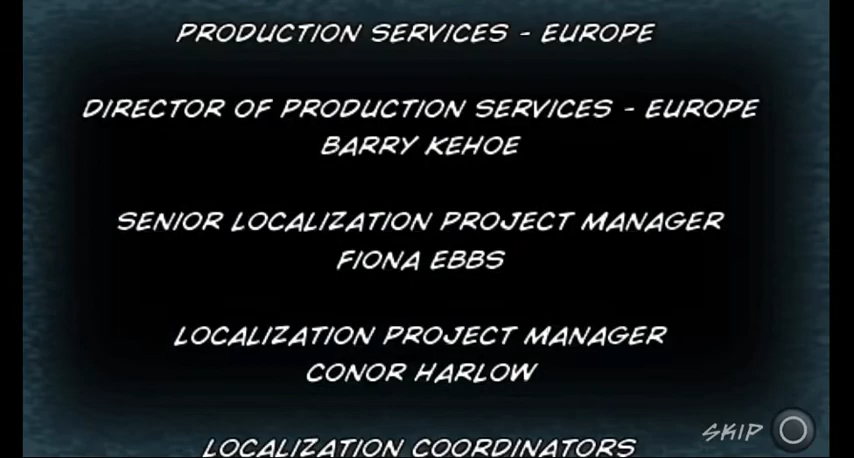 PRODUCTION SERVICES - EUROPE
DIRECTOR OF PRODUCTION SERVICES - EUROPE
BARRY KEHOE
SENIOR LOCALIZATION PROJECT MANAGER
FIONA EBBS
LOCALIZATION PROJECT MANAGER
CONOR HARLOW
SKIP
LOCALIZATION COORDINATORS